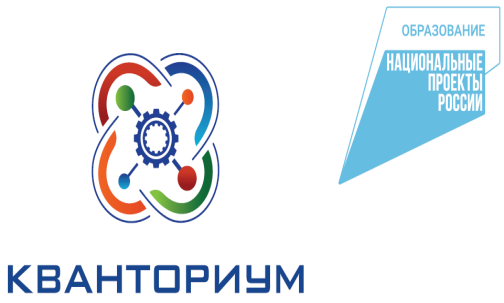 ОБРАЗОВАНИЕ
НАЦИОНАЛЬНЫЕ
ПРОЕКТЫ
РОССИИ
КВАНТОРИУМ